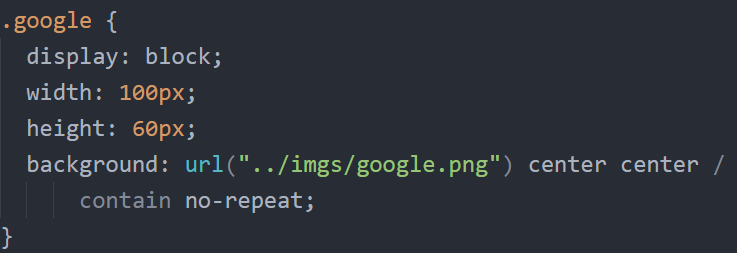 .google {
display: block;
width: 100px;
height: 60px;
background: url("../imgs/google.png") center center /
contain no-repeat;
}